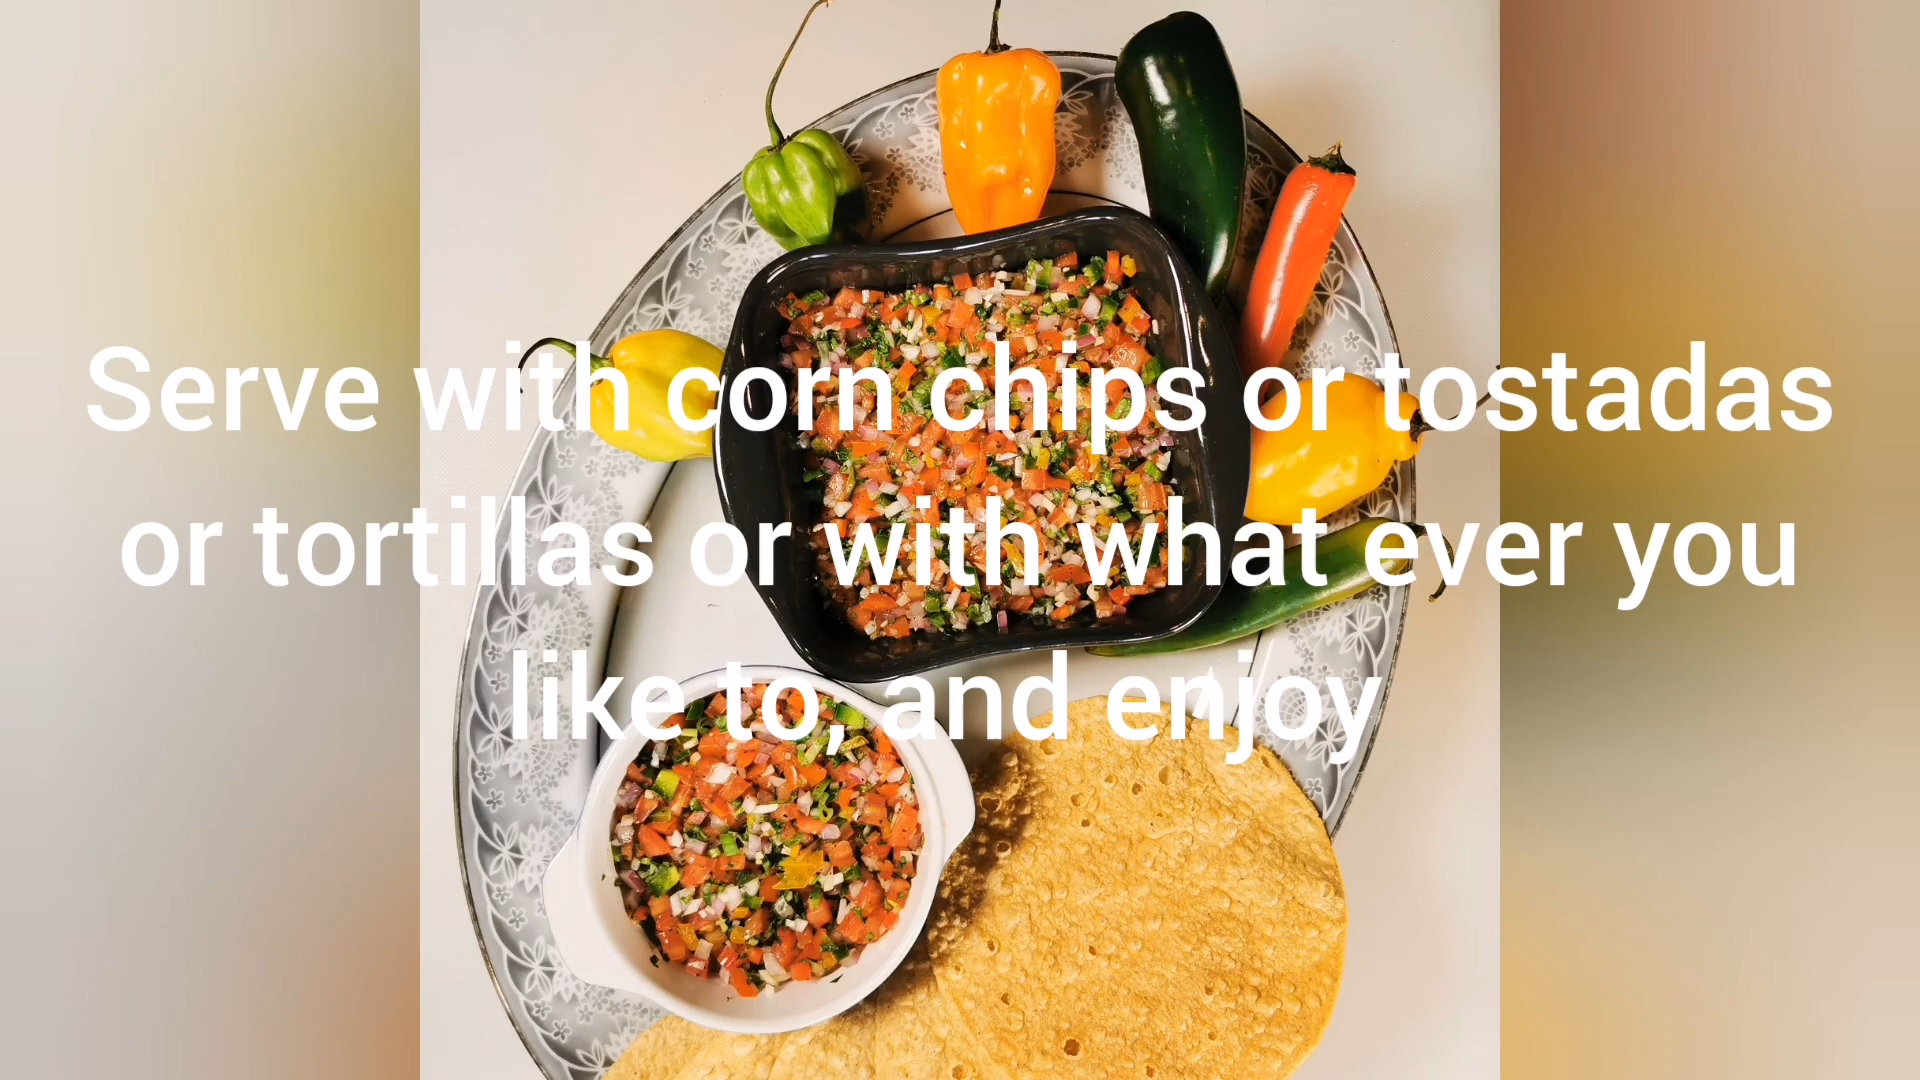 Serve with corn chips or tostadas
or tortillas or with what ever you
like to, and enjoy